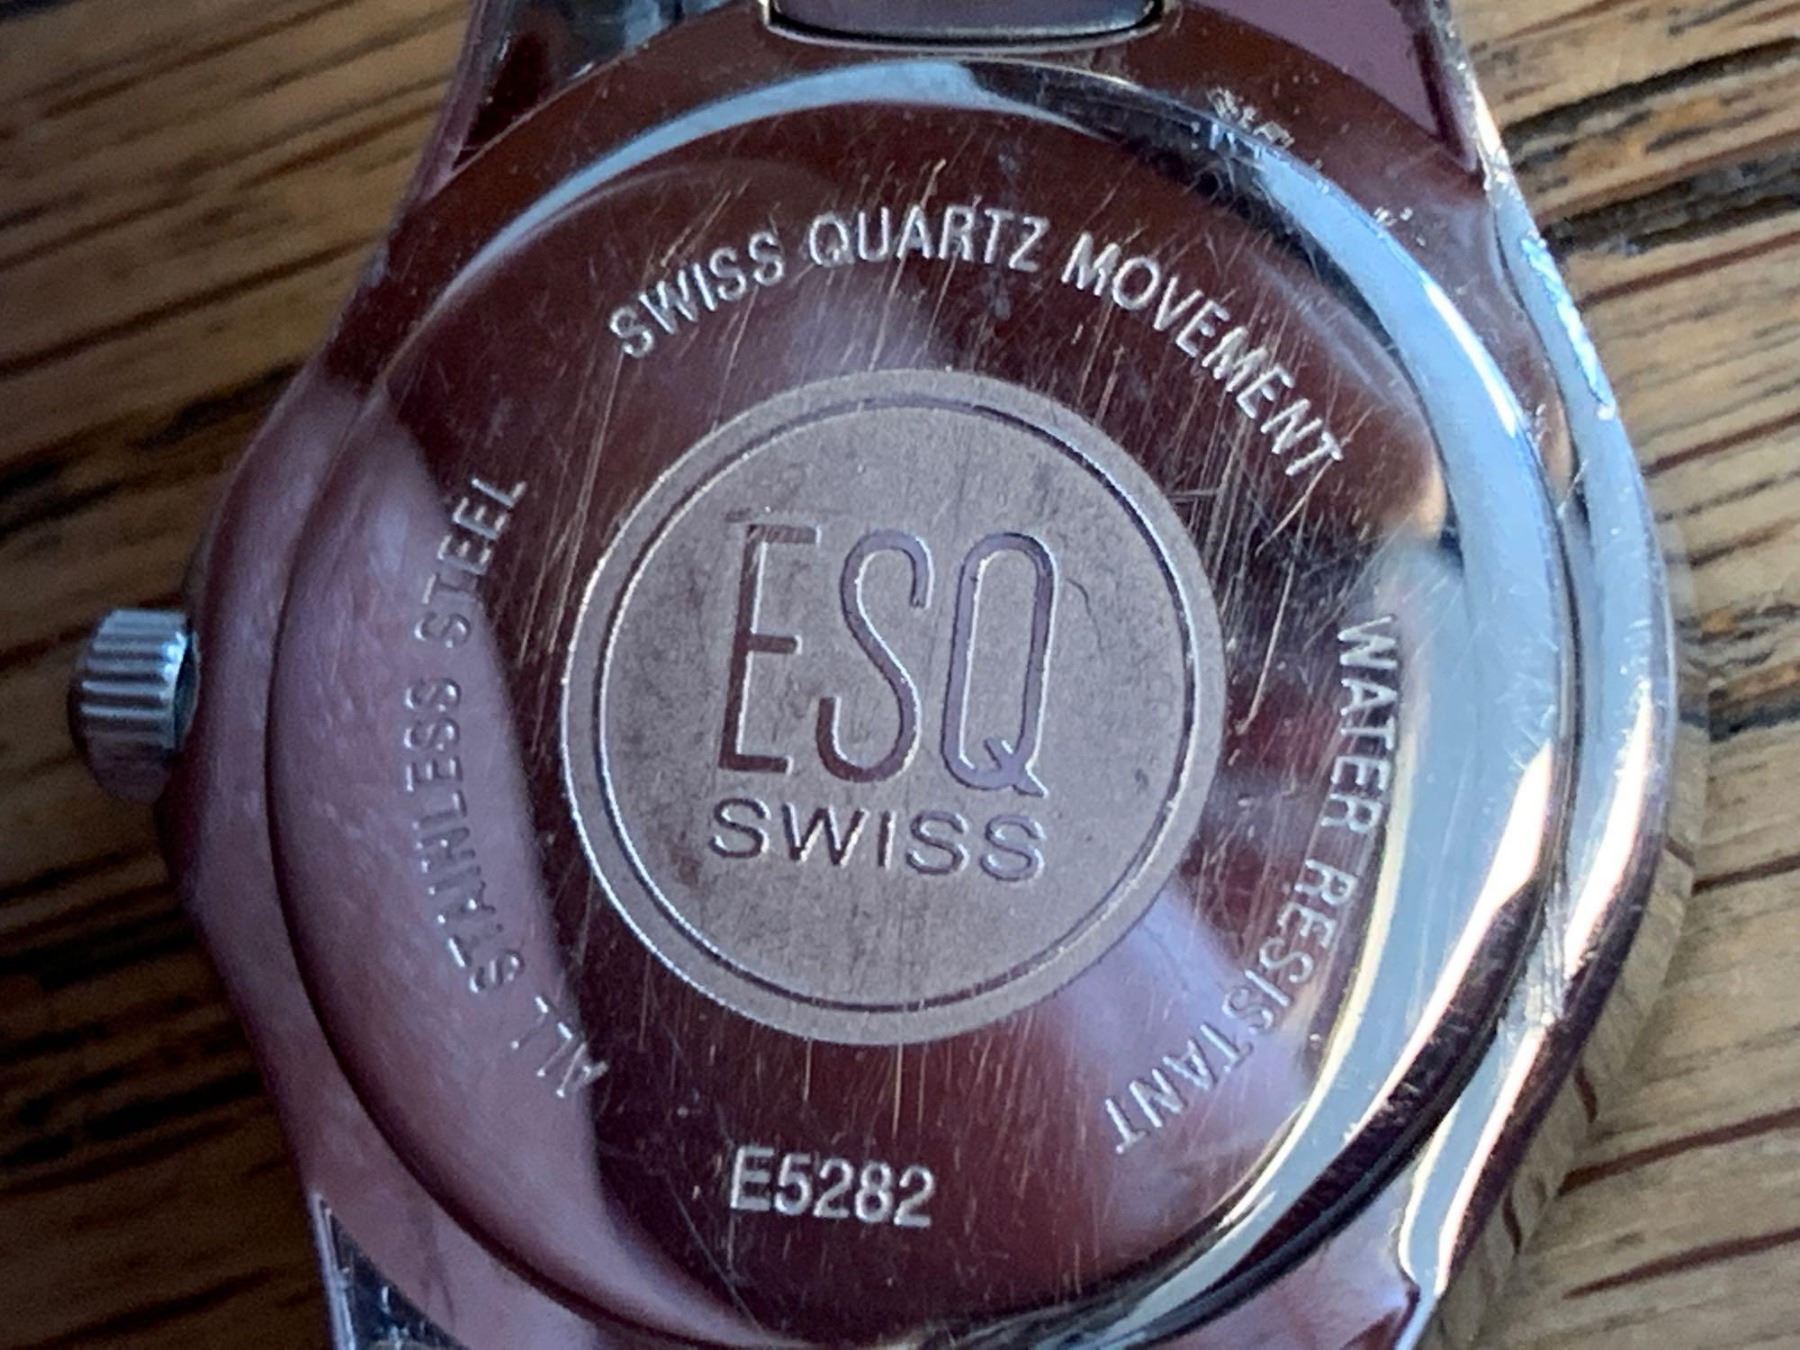 SWISS QUARTZ MOVEMENT
WATER RESISTANT
ALL STAINLESS STEEL
ESQ
SWISS
E5282